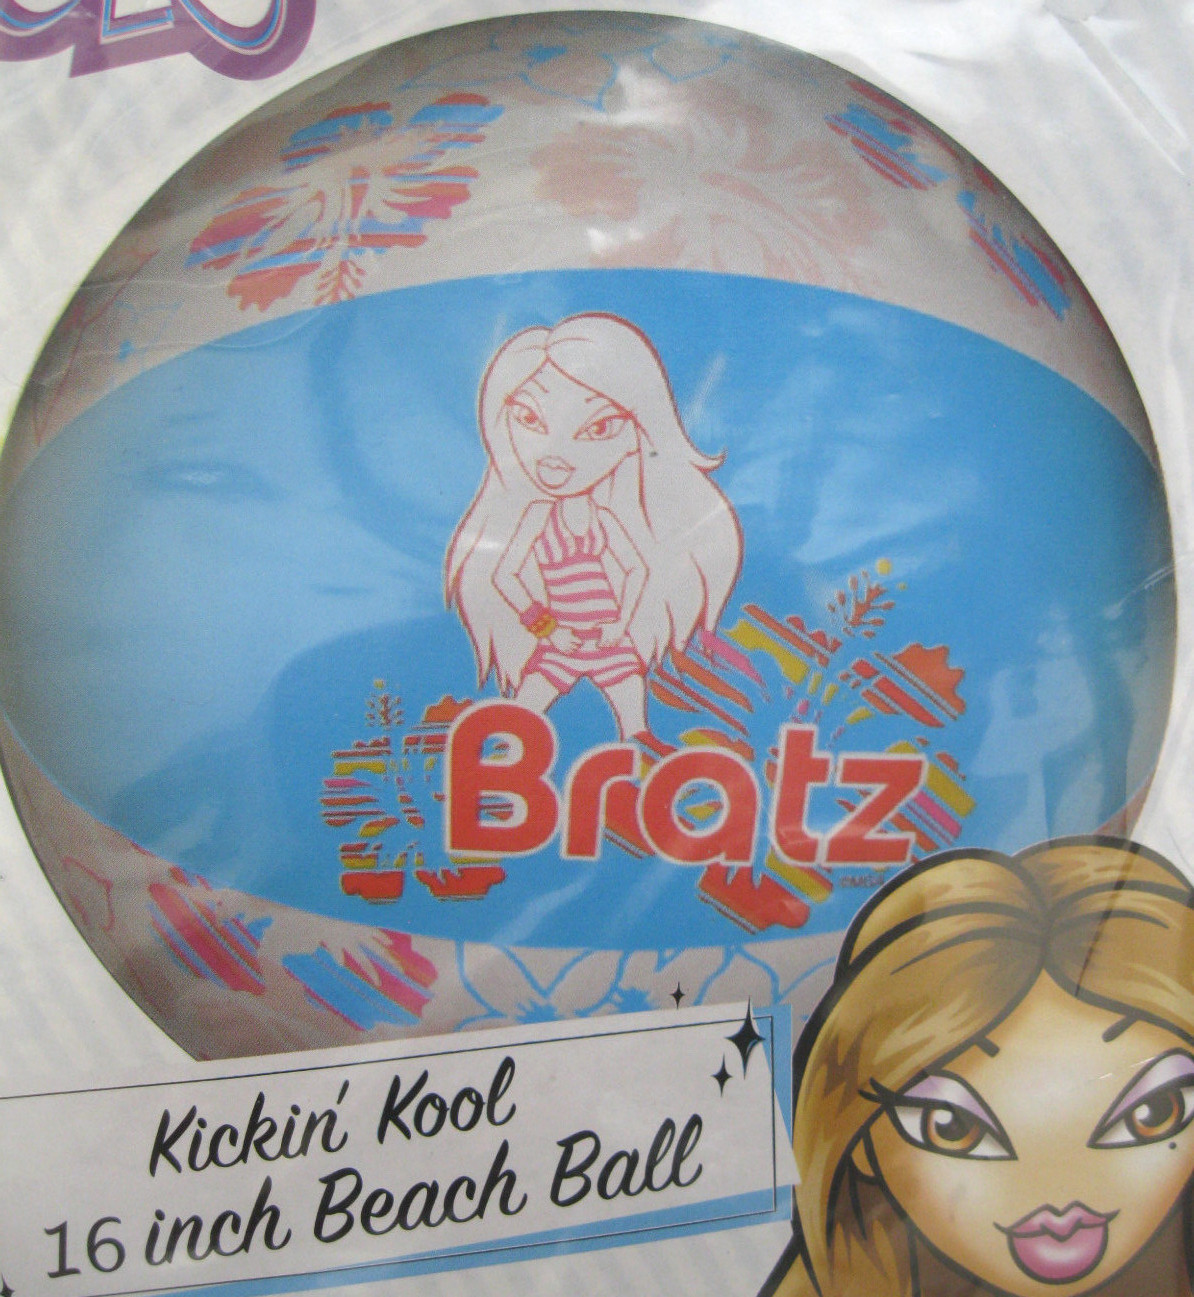 Bratz
Kickin' Kool
16 inch Beach Ball